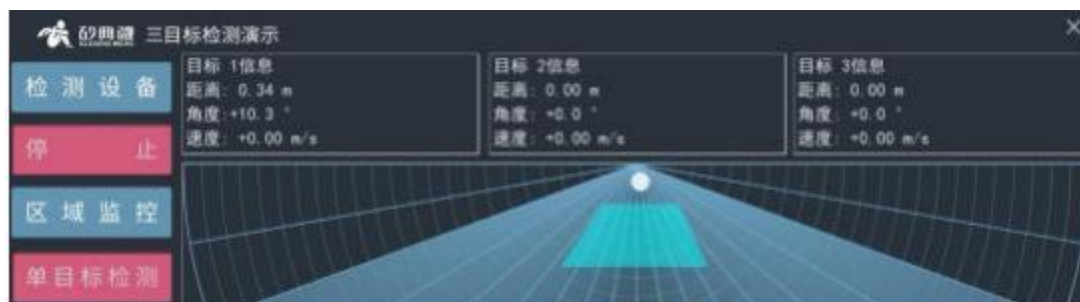 矽典微 三目标检测演示
检测设备
停止
区域监控
单目标检测
目标 1信息
距离: 0.34 m
角度:+10.3 °
速度: +0.00 m/s
目标 2信息
距离: 0.00 m
角度: +0.0 °
速度: +0.00 m/s
目标 3信息
距离: 0.00 m
角度: +0.0 °
速度: +0.00 m/s